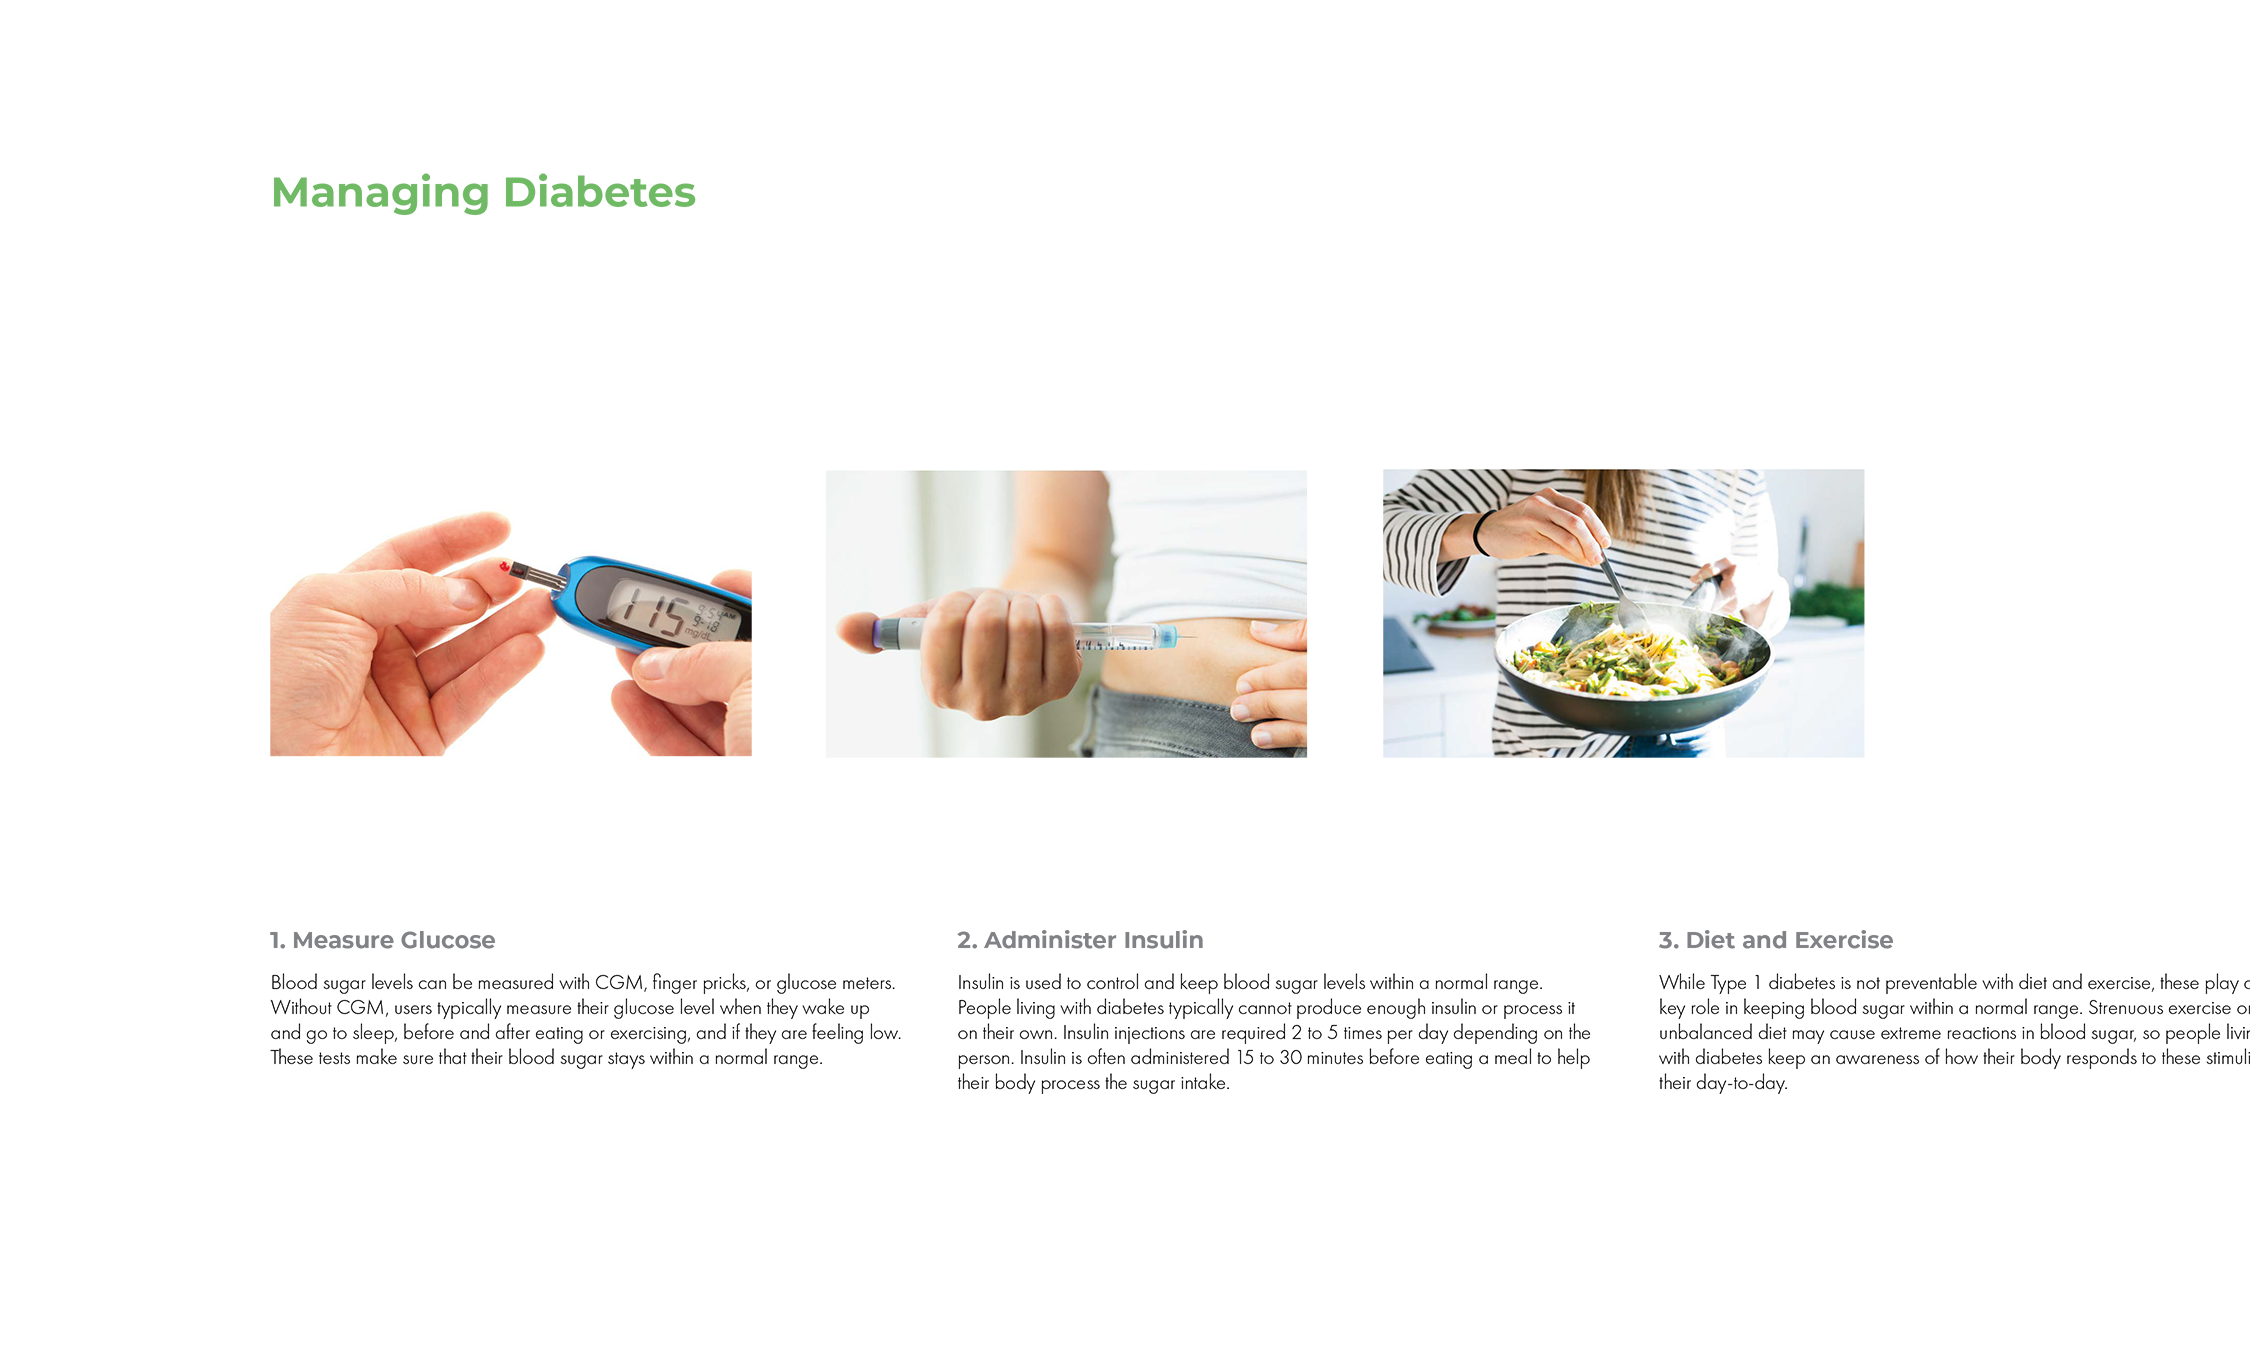 Managing Diabetes
115
9:54AM
9-18
mg/dL
1. Measure Glucose
Blood sugar levels can be measured with CGM, finger pricks, or glucose meters.
Without CGM, users typically measure their glucose level when they wake up
and go to sleep, before and after eating or exercising, and if they are feeling low.
These tests make sure that their blood sugar stays within a normal range.
2. Administer Insulin
Insulin is used to control and keep blood sugar levels within a normal range.
People living with diabetes typically cannot produce enough insulin or process it
on their own. Insulin injections are required 2 to 5 times per day depending on the
person. Insulin is often administered 15 to 30 minutes before eating a meal to help
their body process the sugar intake.
3. Diet and Exercise
While Type 1 diabetes is not preventable with diet and exercise, these play
key role in keeping blood sugar within a normal range. Strenuous exercise
unbalanced diet may cause extreme reactions in blood sugar, so people
with diabetes keep an awareness of how their body responds to these
their day-to-day.